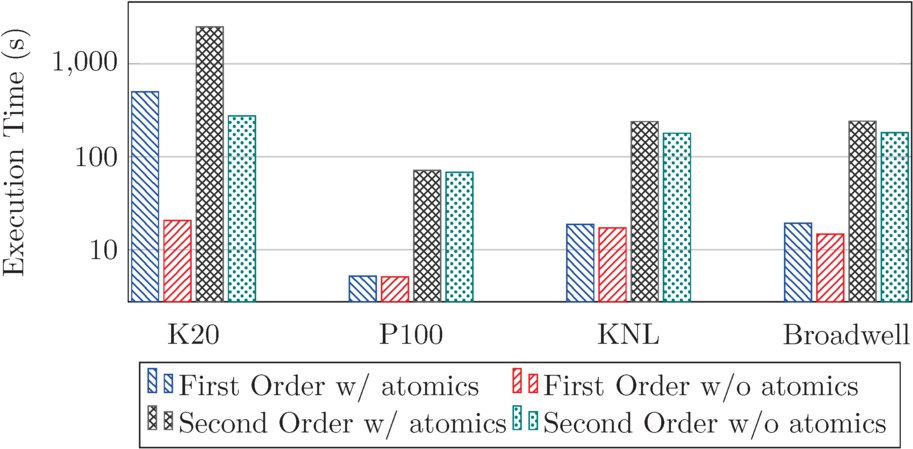 Execution Time (s)
1,000
100
10
K20 P100 KNL Broadwell
First Order w/ atomics First Order w/o atomics
Second Order w/ atomics Second Order w/o atomics